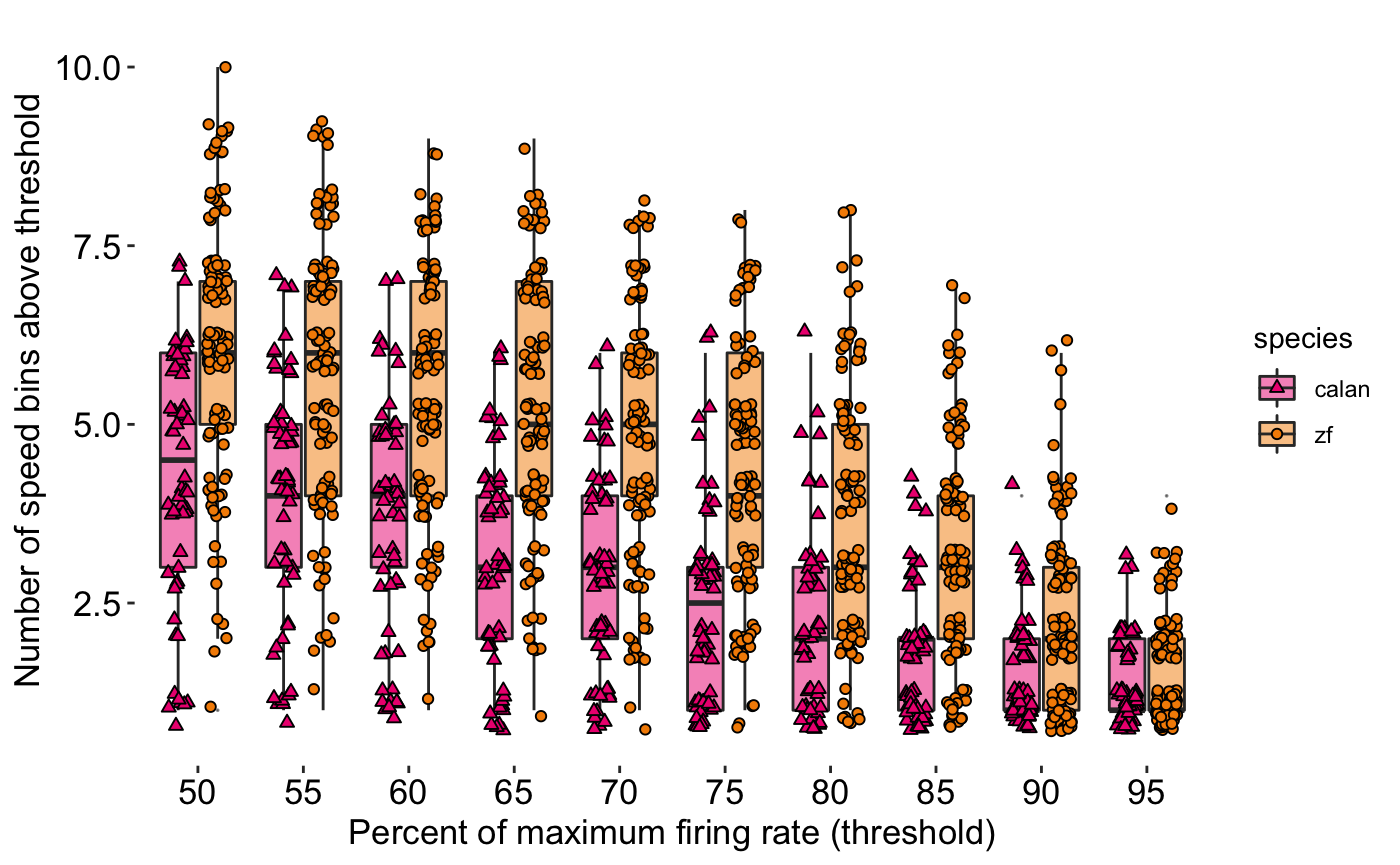 Number of speed bins above threshold
10.0
7.5
5.0
2.5
50 55 60 65 70 75 80 85 90 95
Percent of maximum firing rate (threshold)
species
calan
zf